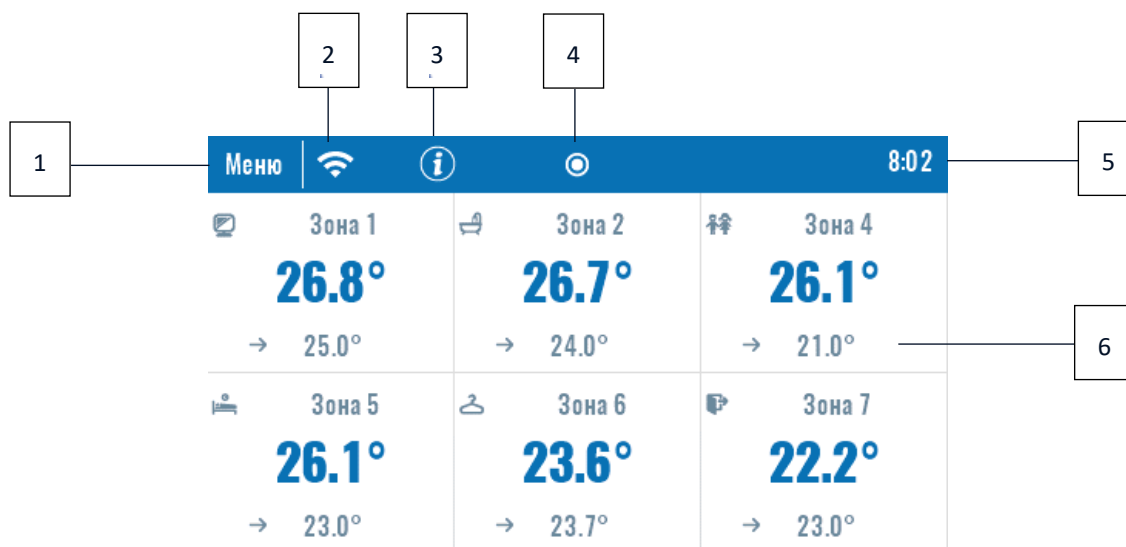 2 3 4
1 5
Меню i 8:02
Зона 1 Зона 2 Зона 4
26.8° 26.7° 26.1°
→ 25.0° → 24.0° → 21.0°
6
Зона 5 Зона 6 Зона 7
26.1° 23.6° 22.2°
→ 23.0° → 23.7° → 23.0°